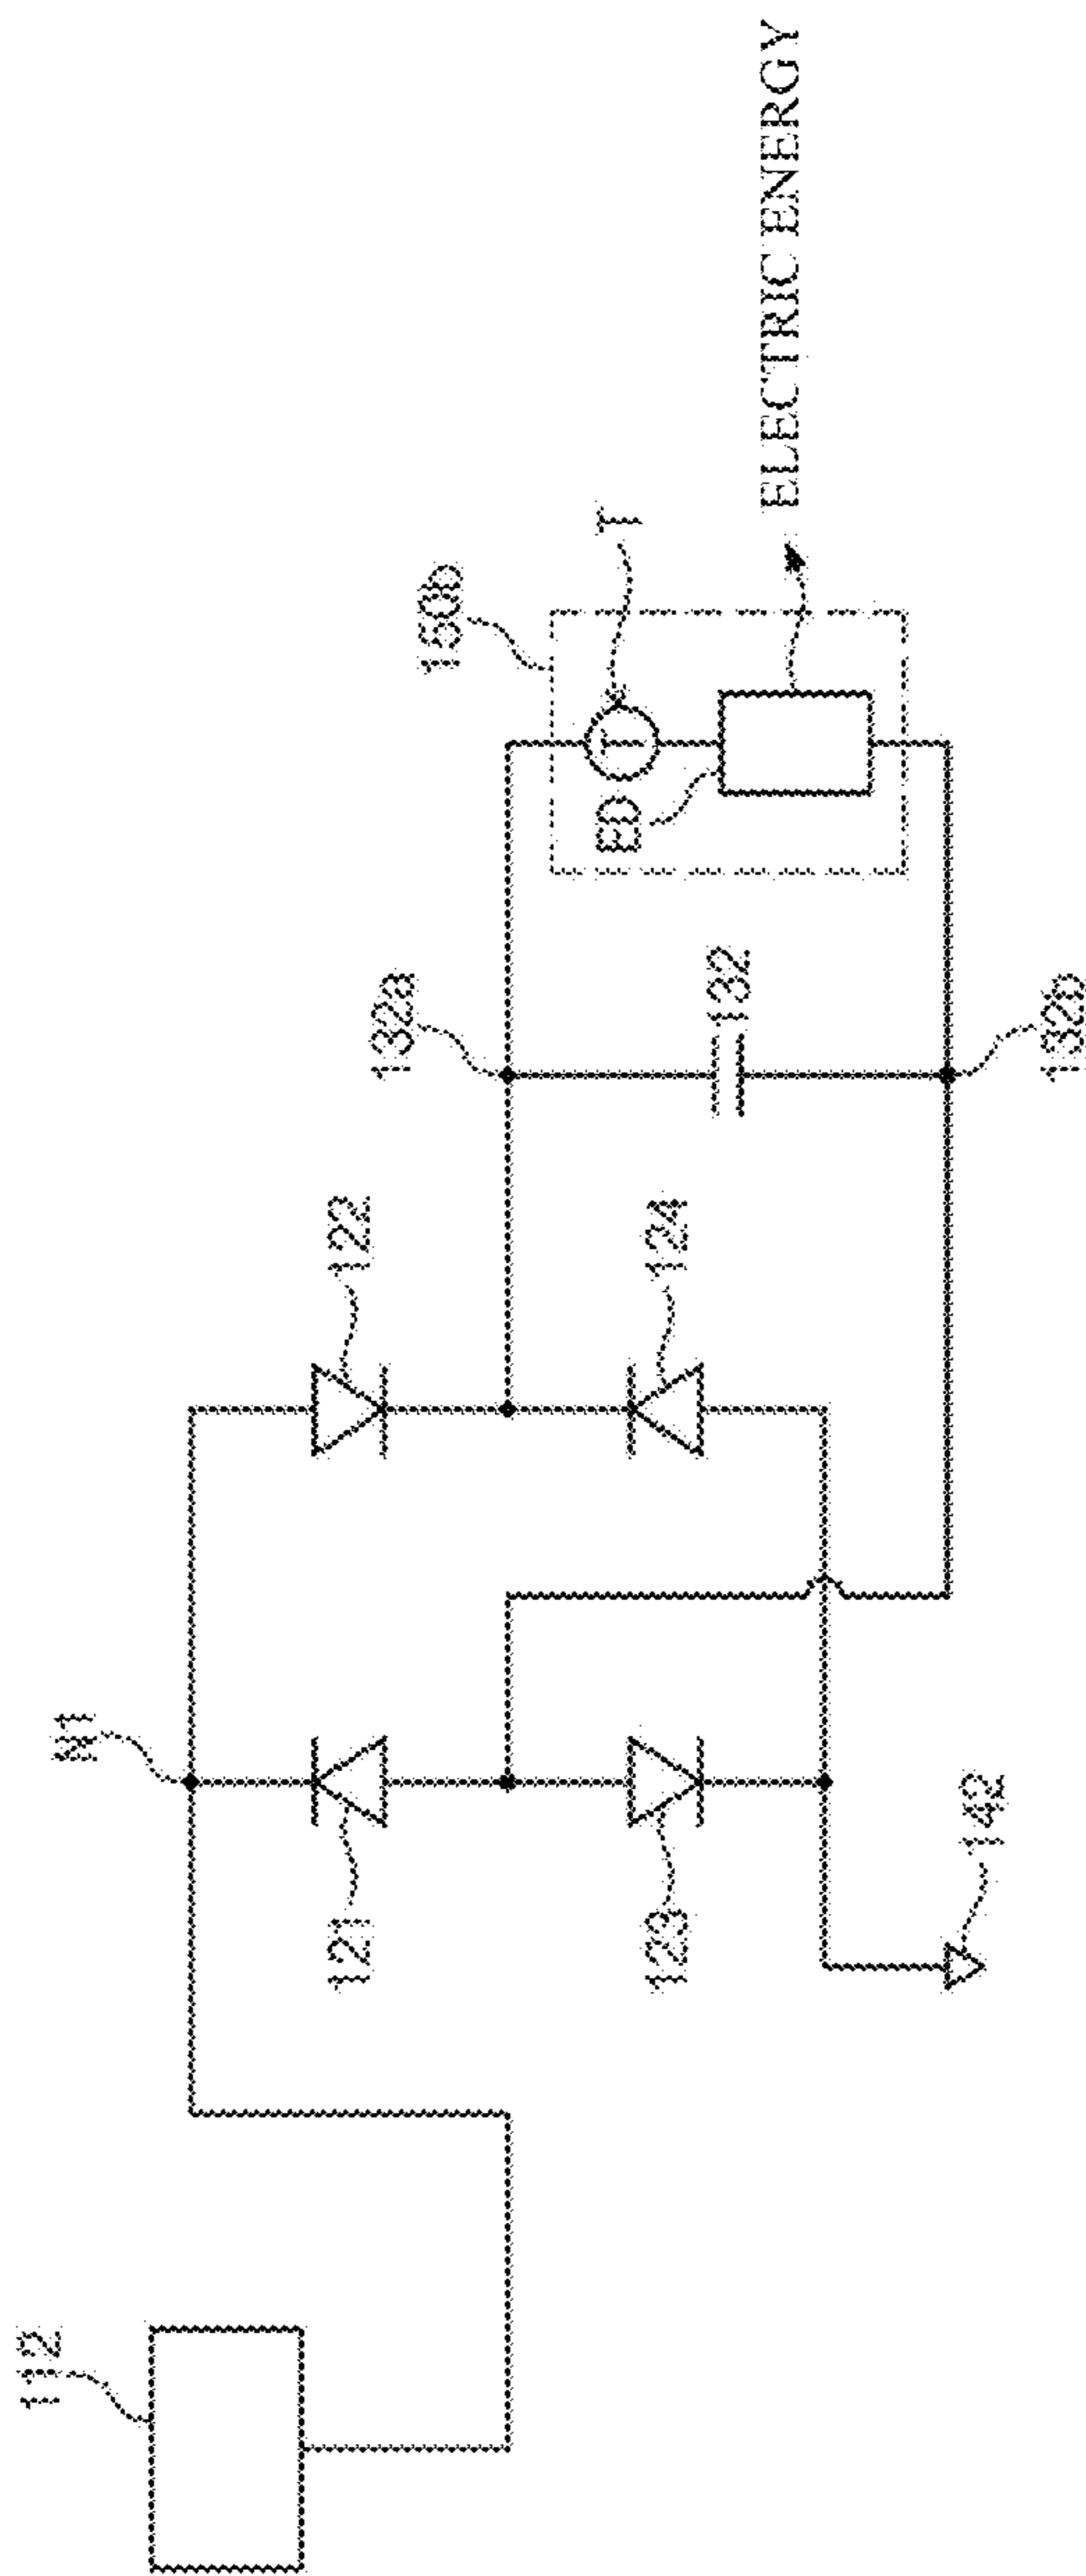 112
N1
121
122
123
124
142
132a
132
132b
150b
T
T
ED
ELECTRIC ENERGY